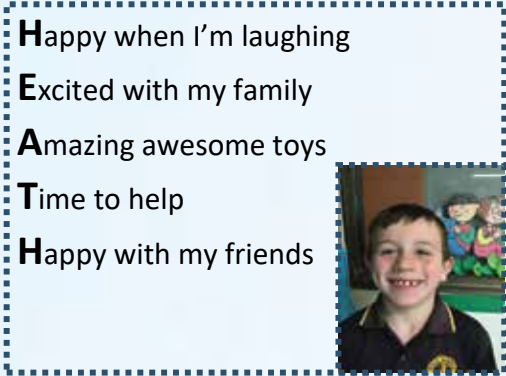 Happy when I’m laughing
Excited with my family
Amazing awesome toys
Time to help
Happy with my friends